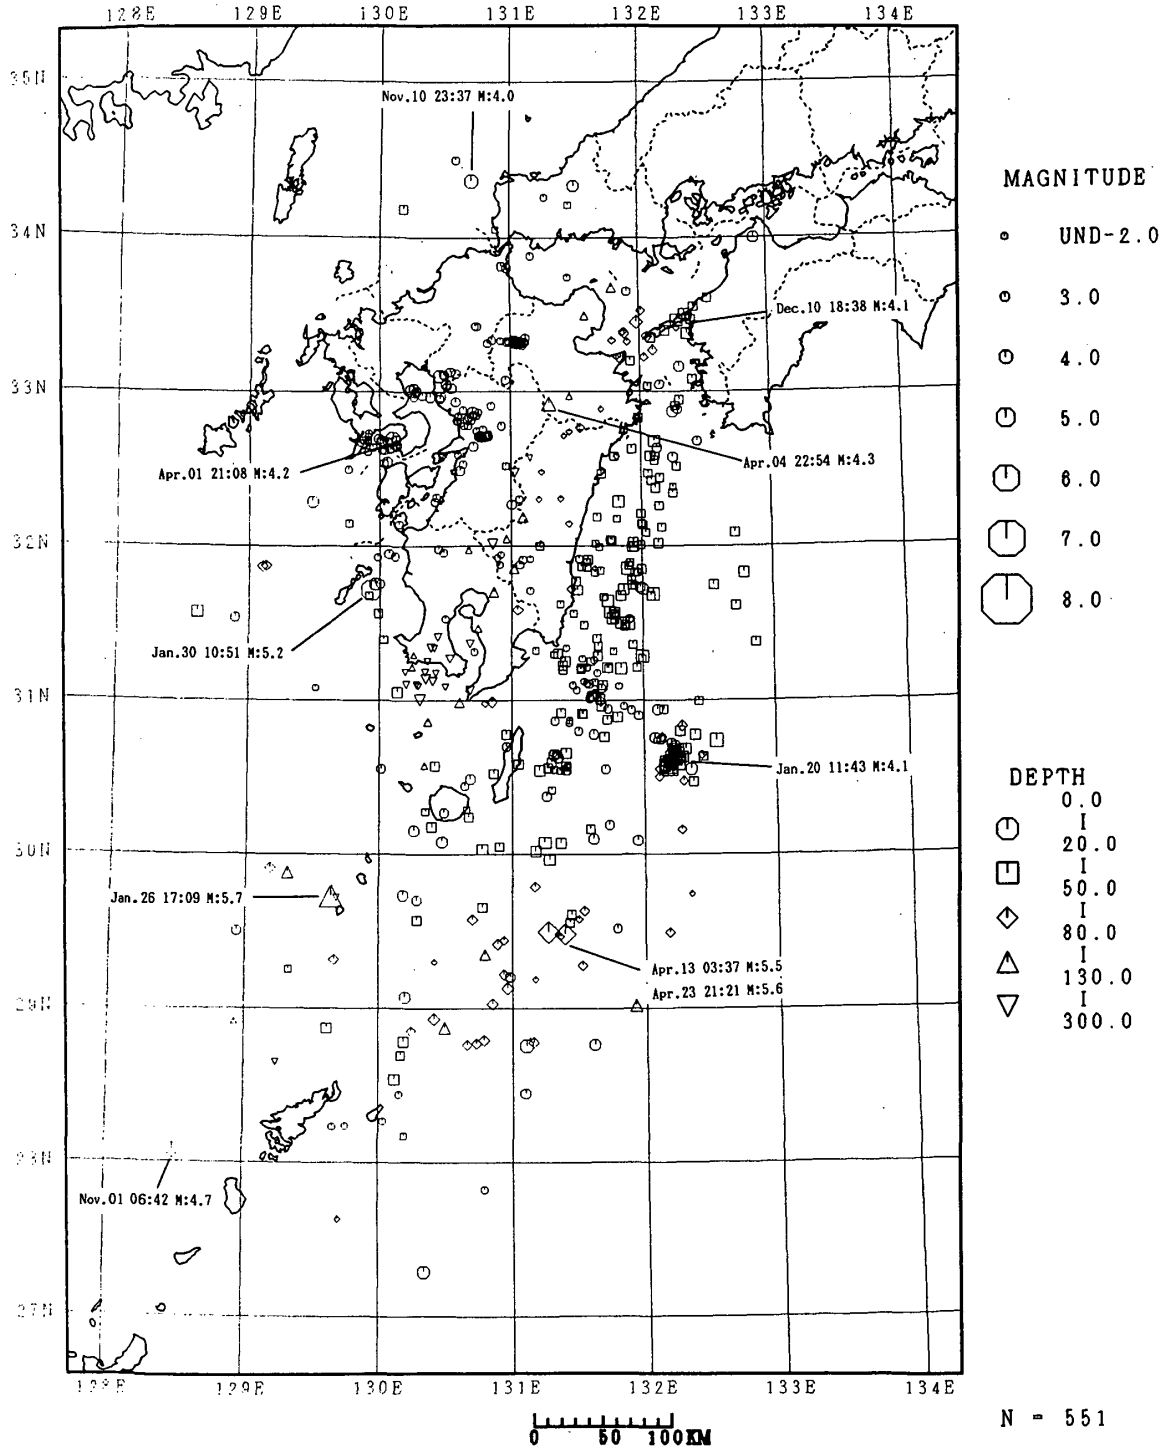 128E 129E 130E 131E 132E 133E 134E
35N
Nov.10 23:37 M:4.0
MAGNITUDE
34N
UND-2.0
3.0
Dec.10 18:38 M:4.1
4.0
33N
5.0
Apr.01 21:08 M:4.2
Apr.04 22:54 M:4.3
6.0
32N
7.0
8.0
Jan.30 10:51 M:5.2
31N
Jan.20 11:43 M:4.1
DEPTH
0.0
I
20.0
30N
I
50.0
Jan.26 17:09 M:5.7
I
80.0
Apr.13 03:37 M:5.5
I
130.0
Apr.23 21:21 M:5.6
29N
I
300.0
28N
Nov.01 06:42 M:4.7
27N
128E 129E 130E 131E 132E 133E 134E
0 50 100KM
N = 551